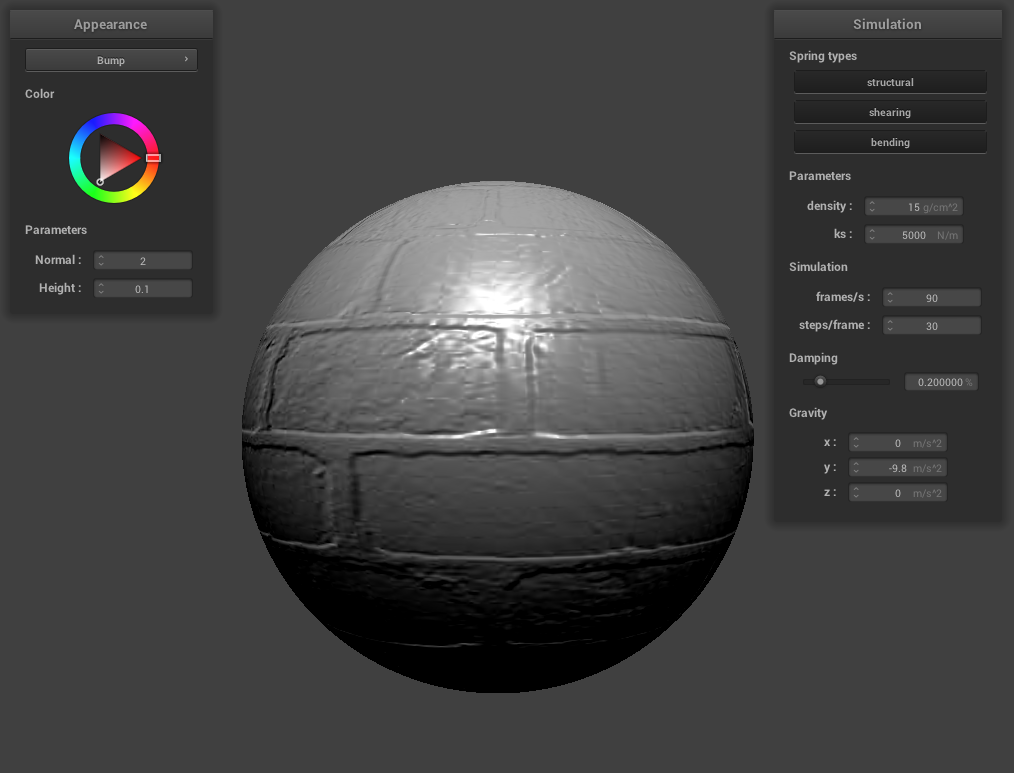 Appearance
Bump ›
Color
Parameters
Normal : 2
Height : 0.1
Simulation
Spring types
structural
shearing
bending
Parameters
density : 15 g/cm^2
ks : 5000 N/m
Simulation
frames/s : 90
steps/frame : 30
Damping
0.200000 %
Gravity
x : 0 m/s^2
y : -9.8 m/s^2
z : 0 m/s^2